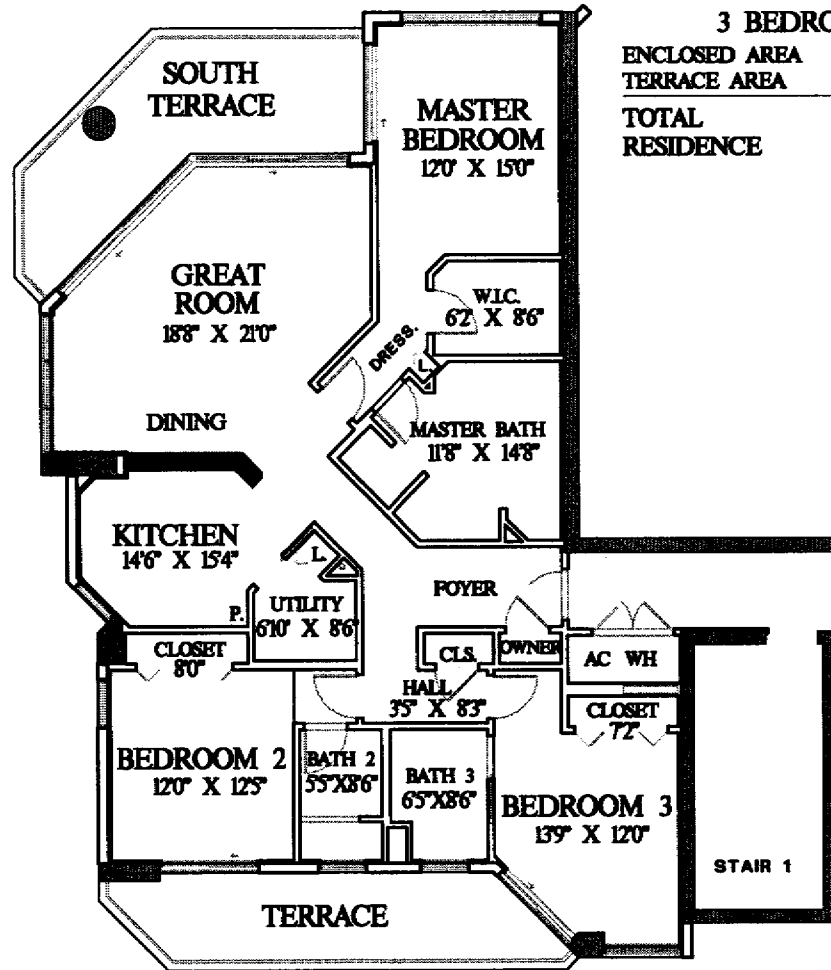 3 BEDRO
ENCLOSED AREA
TERRACE AREA
TOTAL
RESIDENCE
SOUTH
TERRACE
MASTER
BEDROOM
12'0" X 15'0"
GREAT
ROOM
18'8" X 21'0"
W.I.C.
6'2" X 8'6"
DRESS.
L.
DINING
MASTER BATH
11'8" X 14'8"
KITCHEN
14'6" X 15'4"
L.
UTILITY
6'10" X 8'6"
P.
FOYER
CLOSET
8'0"
CLS.
OWNER
AC WH
HALL
3'5" X 8'3"
CLOSET
7'2"
BEDROOM 2
12'0" X 12'5"
BATH 2
5'5"X8'6"
BATH 3
6'5"X8'6"
BEDROOM 3
13'9" X 12'0"
STAIR 1
TERRACE